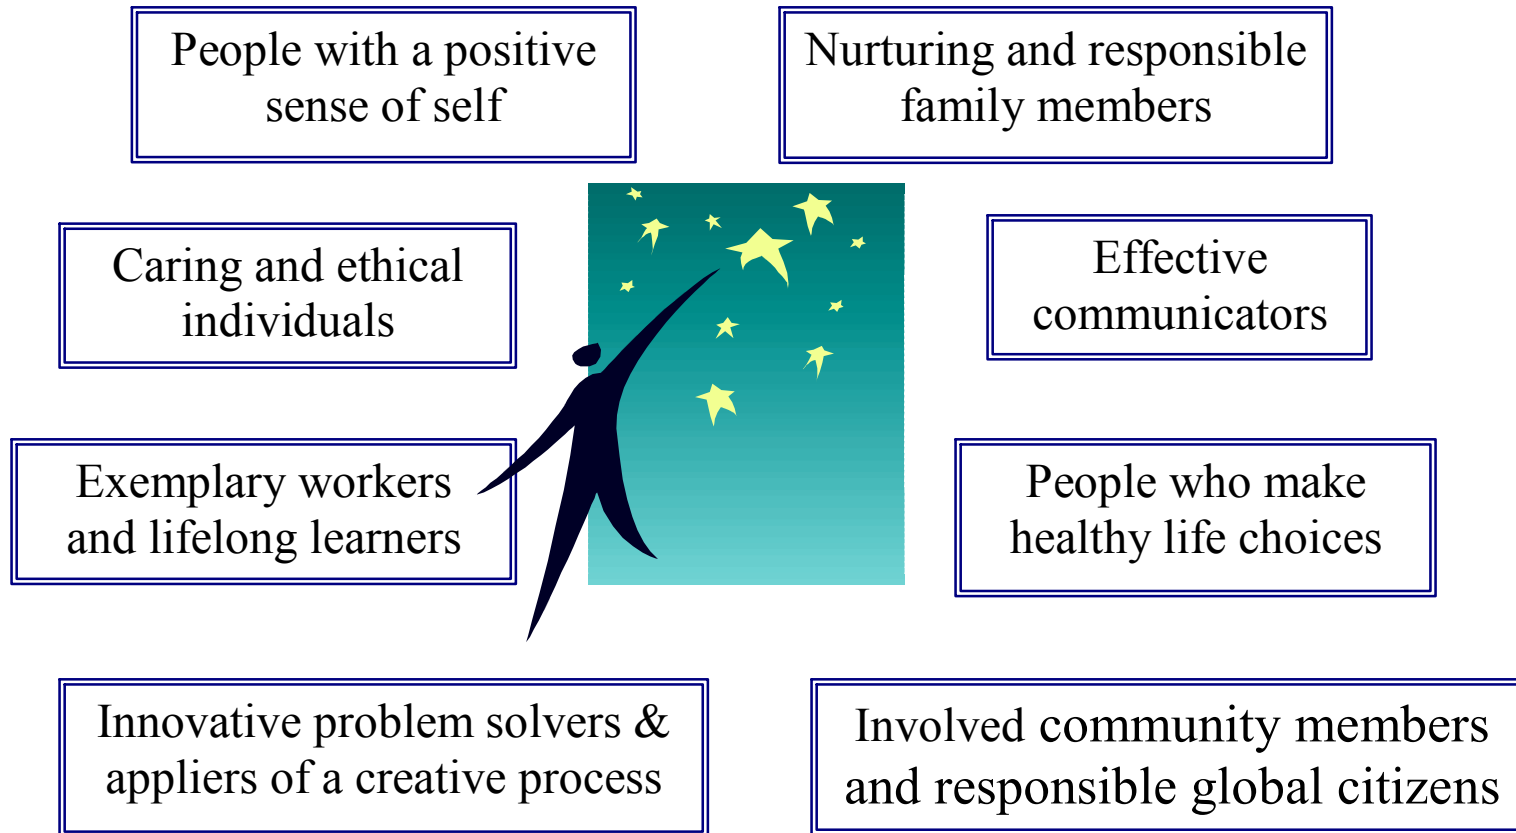 People with a positive
sense of self
Nurturing and responsible
family members
Caring and ethical
individuals
Effective
communicators
Exemplary workers
and lifelong learners
People who make
healthy life choices
Innovative problem solvers &
appliers of a creative process
Involved community members
and responsible global citizens